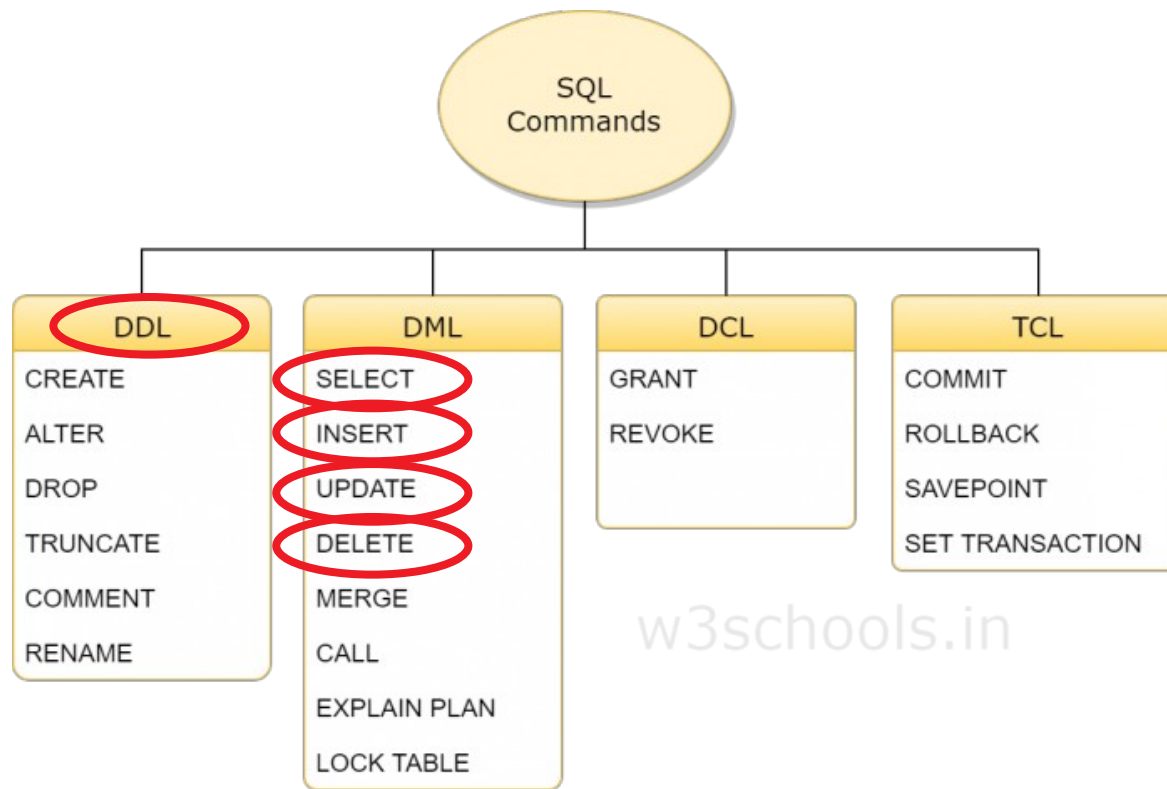 SQL
Commands
DDL
CREATE
ALTER
DROP
TRUNCATE
COMMENT
RENAME
DML
SELECT
INSERT
UPDATE
DELETE
MERGE
CALL
EXPLAIN PLAN
LOCK TABLE
DCL
GRANT
REVOKE
TCL
COMMIT
ROLLBACK
SAVEPOINT
SET TRANSACTION
w3schools.in